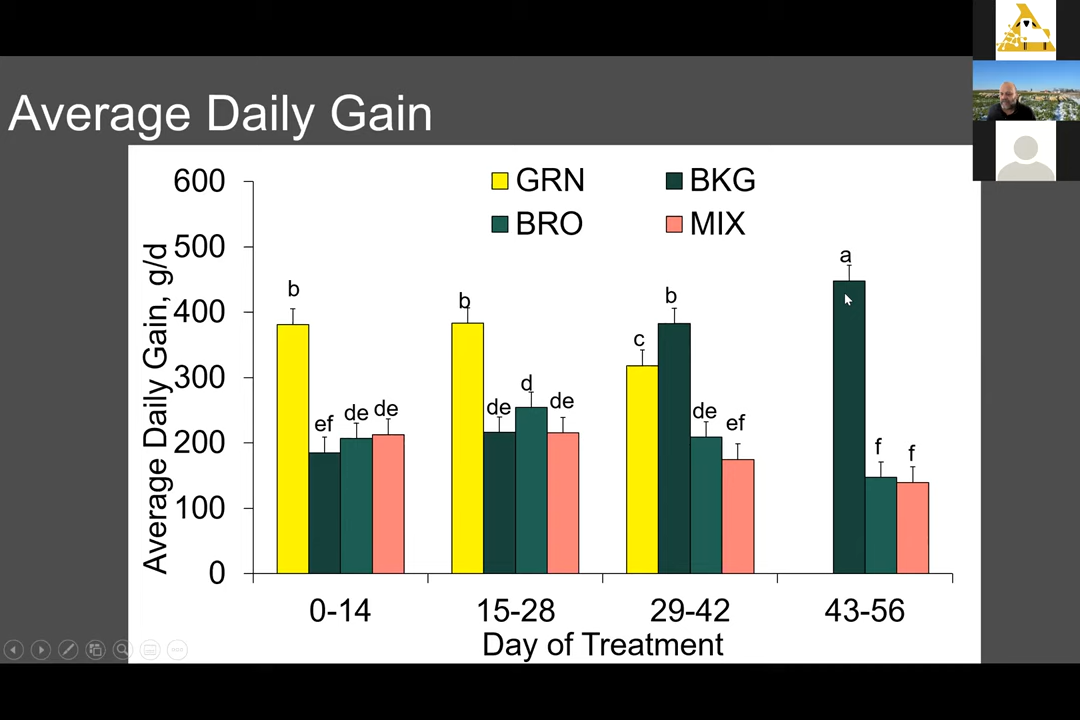 Average Daily Gain
GRN BKG
BRO MIX
Average Daily Gain, g/d
600
500
400
300
200
100
0
b ef de de
b de d de
c b de ef
a f f
0-14 15-28 29-42 43-56
Day of Treatment